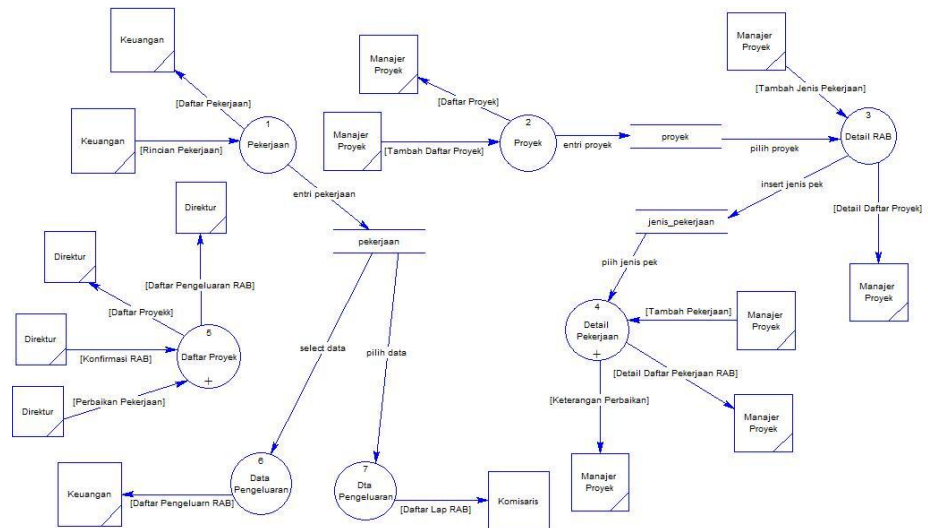 Keuangan
[Daftar Pekerjaan]
Keuangan
[Rincian Pekerjaan]
1
Pekerjaan
entri pekerjaan
pekerjaan
Manajer
Proyek
[Daftar Proyek]
Manajer
Proyek
[Tambah Daftar Proyek]
2
Proyek
entri proyek
proyek
pilih proyek
Manajer
Proyek
[Tambah Jenis Pekerjaan]
3
Detail RAB
insert jenis pek
[Detail Daftar Proyek]
Manajer
Proyek
jenis_pekerjaan
piih jenis pek
4
Detail
Pekerjaan
+
[Tambah Pekerjaan]
Manajer
Proyek
[Detail Daftar Pekerjaan RAB]
Manajer
Proyek
[Keterangan Perbaikan]
Manajer
Proyek
Direktur
[Daftar Pengeluaran RAB]
Direktur
[Daftar Proyekk]
Direktur
[Konfirmasi RAB]
Direktur
[Perbaikan Pekerjaan]
5
Daftar Proyek
+
select data
pilih data
6
Data
Pengeluaran
Keuangan
[Daftar Pengeluarn RAB]
7
Dta
Pengeluaran
[Daftar Lap RAB]
Komisaris